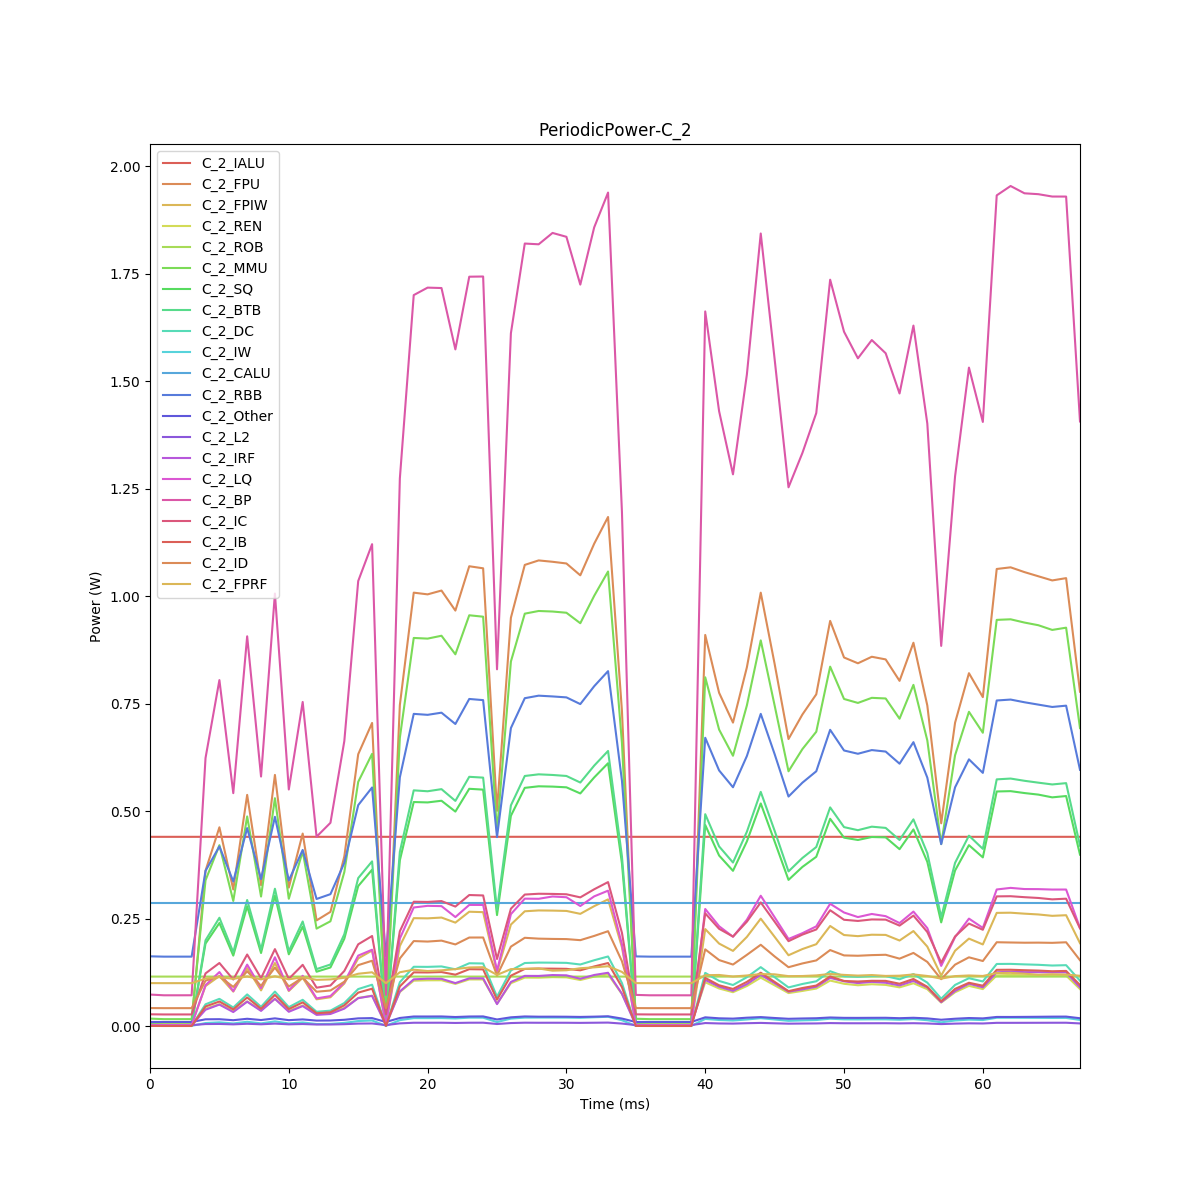 PeriodicPower-C_2
2.00
1.75
1.50
1.25
1.00
0.75
0.50
0.25
0.00
Power (W)
C_2_IALU
C_2_FPU
C_2_FPIW
C_2_REN
C_2_ROB
C_2_MMU
C_2_SQ
C_2_BTB
C_2_DC
C_2_IW
C_2_CALU
C_2_RBB
C_2_Other
C_2_L2
C_2_IRF
C_2_LQ
C_2_BP
C_2_IC
C_2_IB
C_2_ID
C_2_FPRF
0 10 20 30 40 50 60
Time (ms)